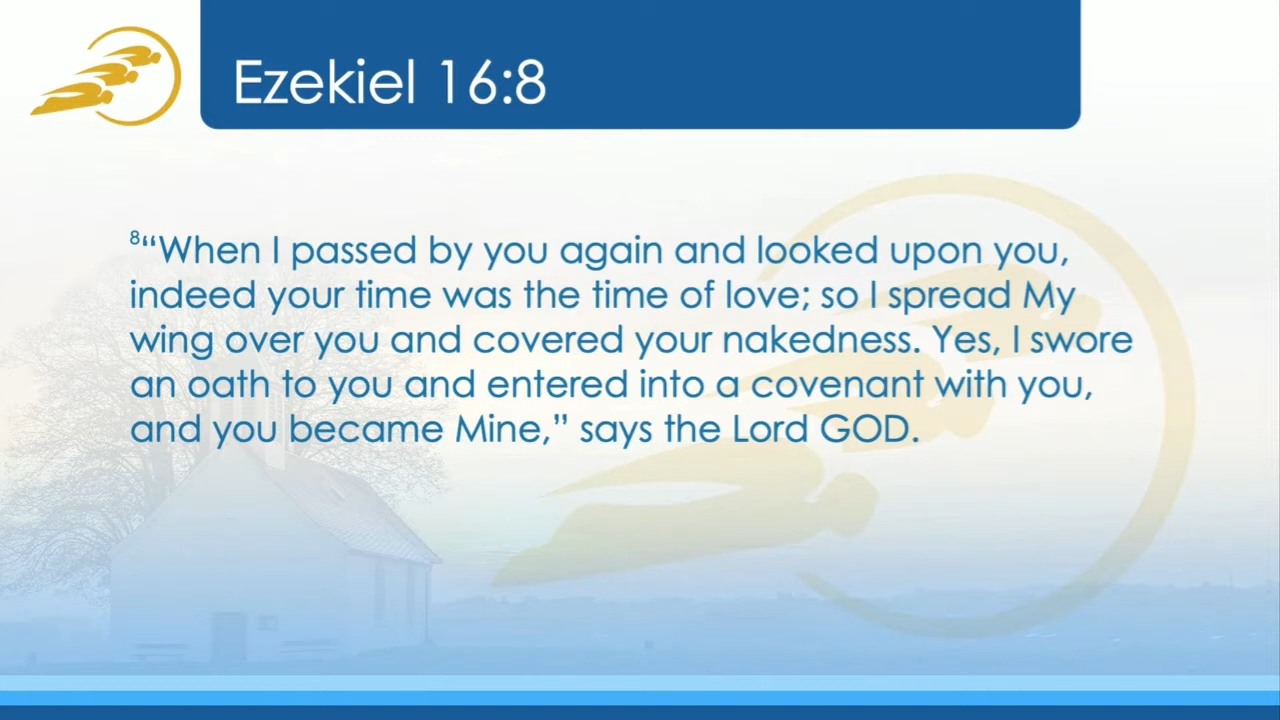 Ezekiel 16:8
⁸“When I passed by you again and looked upon you,
indeed your time was the time of love; so I spread My
wing over you and covered your nakedness. Yes, I swore
an oath to you and entered into a covenant with you,
and you became Mine,” says the Lord GOD.